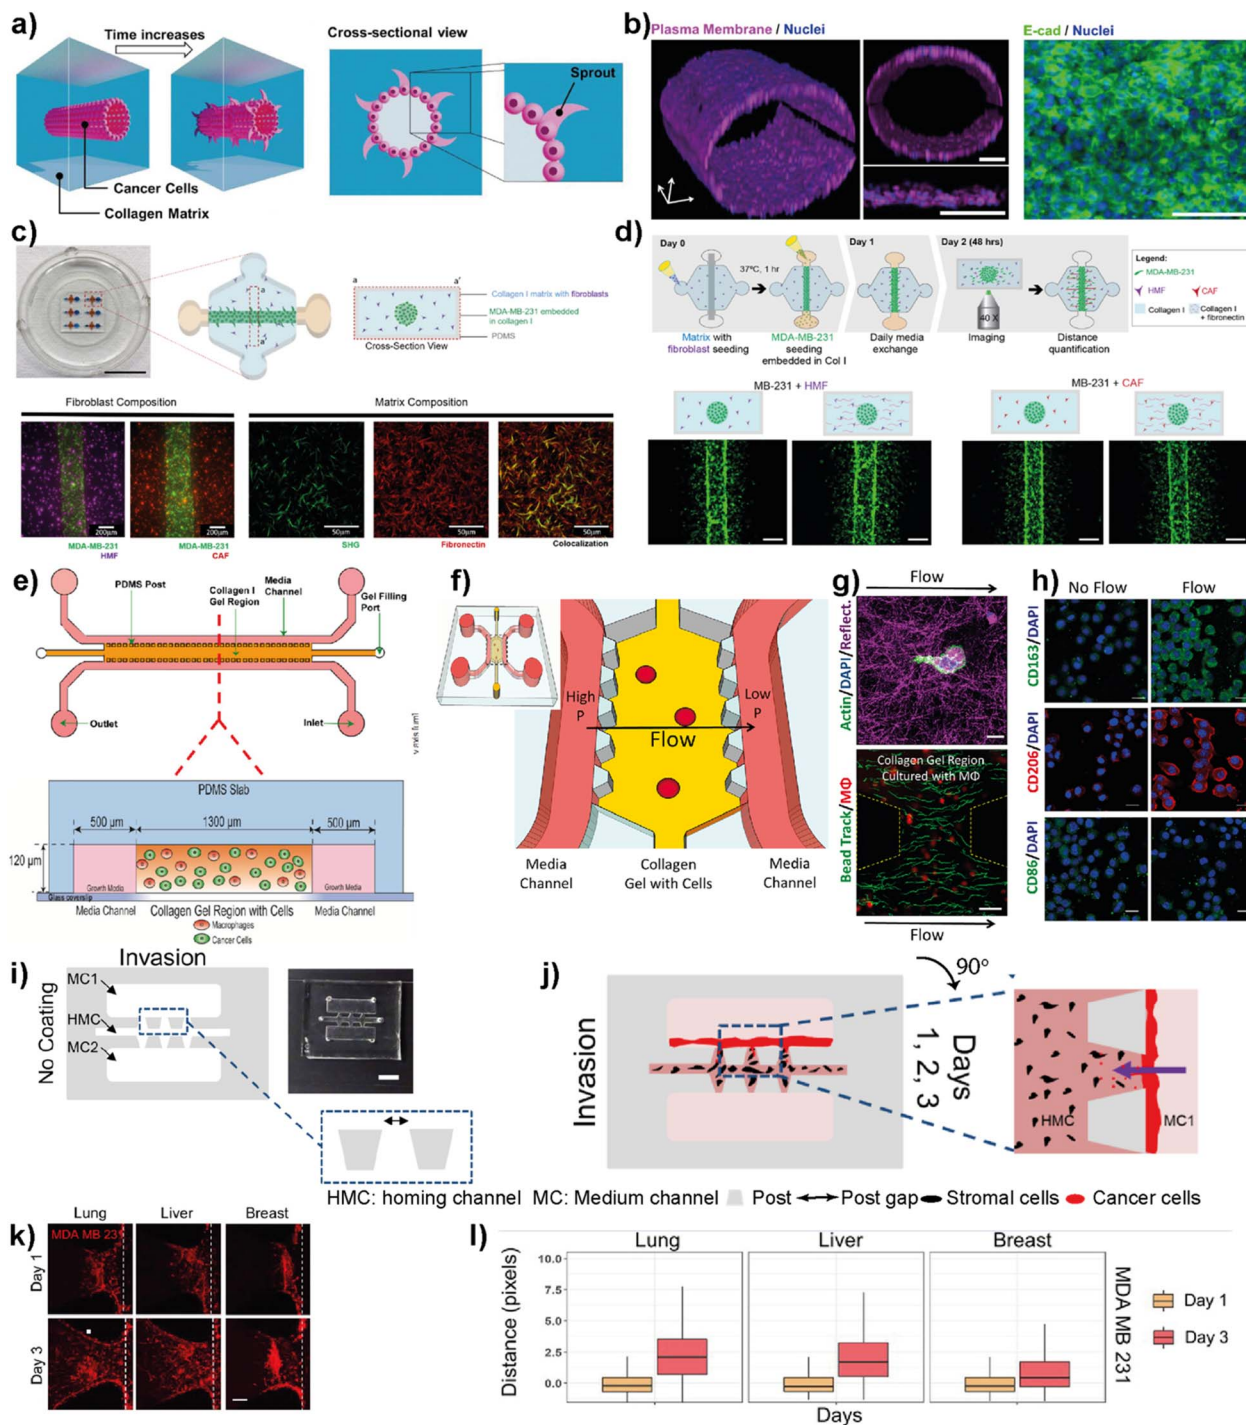 a)
Time increases
Cancer Cells
Collagen Matrix
Cross-sectional view
Sprout
b)
Plasma Membrane / Nuclei
E-cad / Nuclei
c)
a
a'
a
a'
Collagen I matrix with fibroblasts
MDA-MB-231 embedded
in collagen I
PDMS
Cross-Section View
Fibroblast Composition
Matrix Composition
200µm
200µm
50µm
50µm
50µm
MDA-MB-231
HMF
MDA-MB-231
CAF
SHG
Fibronectin
Colocalization
d)
Day 0
Day 1
Day 2 (48 hrs)
37ºC, 1 hr
40 X
Matrix with
fibroblast seeding
MDA-MB-231
seeding
embedded in Col I
Daily media
exchange
Imaging
Distance
quantification
Legend:
MDA-MB-231
HMF
CAF
Collagen I
Collagen I
+ fibronectin
MB-231 + HMF
MB-231 + CAF
e)
PDMS Post
Collagen I
Gel Region
Media
Channel
Gel Filling
Port
Outlet
Inlet
PDMS Slab
500 µm
1300 µm
500 µm
120 µm
Growth Media
Growth Media
Glass coverslip
Media Channel
Collagen Gel Region with Cells
Media Channel
Macrophages
Cancer Cells
f)
High
P
Low
P
Flow
Media
Channel
Collagen
Gel with Cells
Media
Channel
g)
Flow
Actin/DAPI/Reflect.
Collagen Gel Region
Cultured with MΦ
Bead Track/MΦ
Flow
h)
No Flow
Flow
CD163/DAPI
CD206/DAPI
CD86/DAPI
i)
Invasion
No Coating
MC1
HMC
MC2
j)
Invasion
90°
Days
1, 2, 3
HMC
MC1
HMC: homing channel MC: Medium channel Post Post gap Stromal cells Cancer cells
k)
Lung
Liver
Breast
MDA MB 231
Day 1
Day 3
l)
Lung
Liver
Breast
Distance (pixels)
10.0
7.5
5.0
2.5
0.0
Days
MDA MB 231
Day 1
Day 3